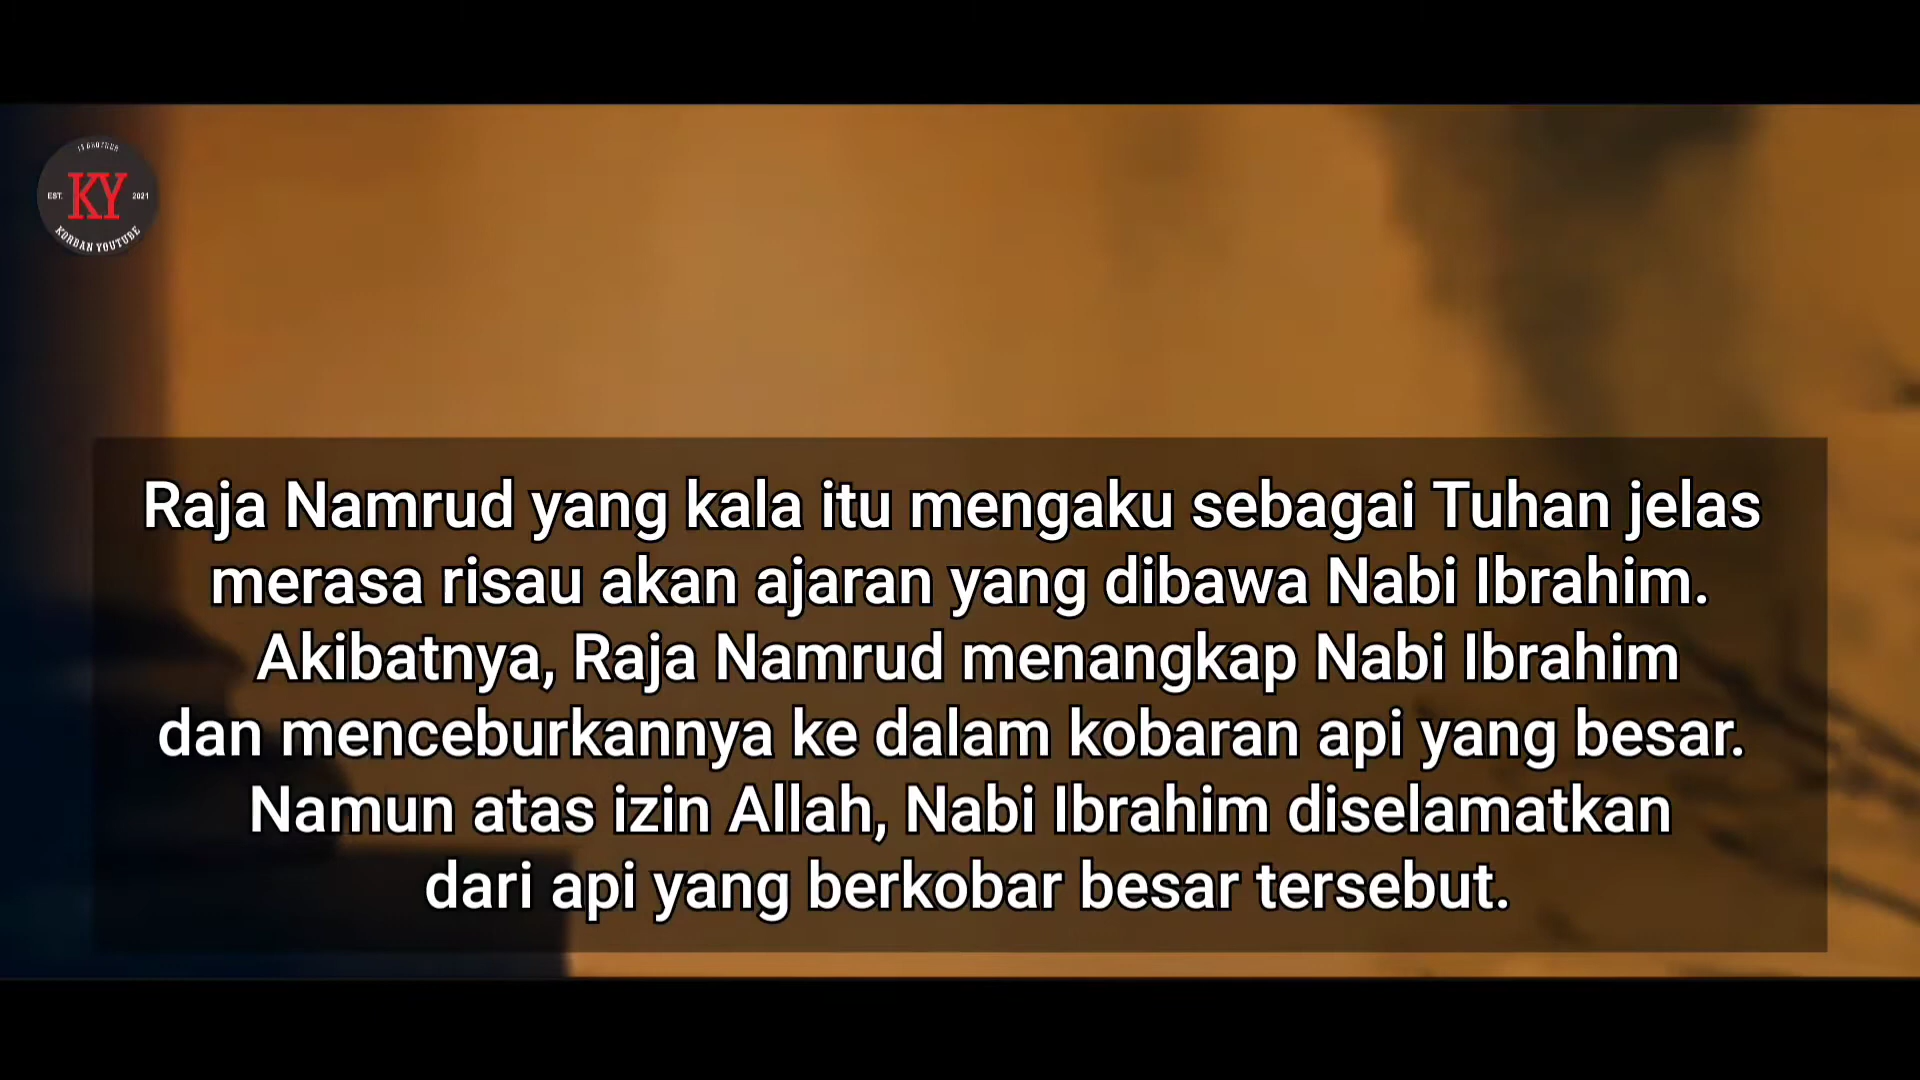 EST.
KY
2021
KORBAN YOUTUBE
Raja Namrud yang kala itu mengaku sebagai Tuhan jelas
merasa risau akan ajaran yang dibawa Nabi Ibrahim.
Akibatnya, Raja Namrud menangkap Nabi Ibrahim
dan menceburkannya ke dalam kobaran api yang besar.
Namun atas izin Allah, Nabi Ibrahim diselamatkan
dari api yang berkobar besar tersebut.